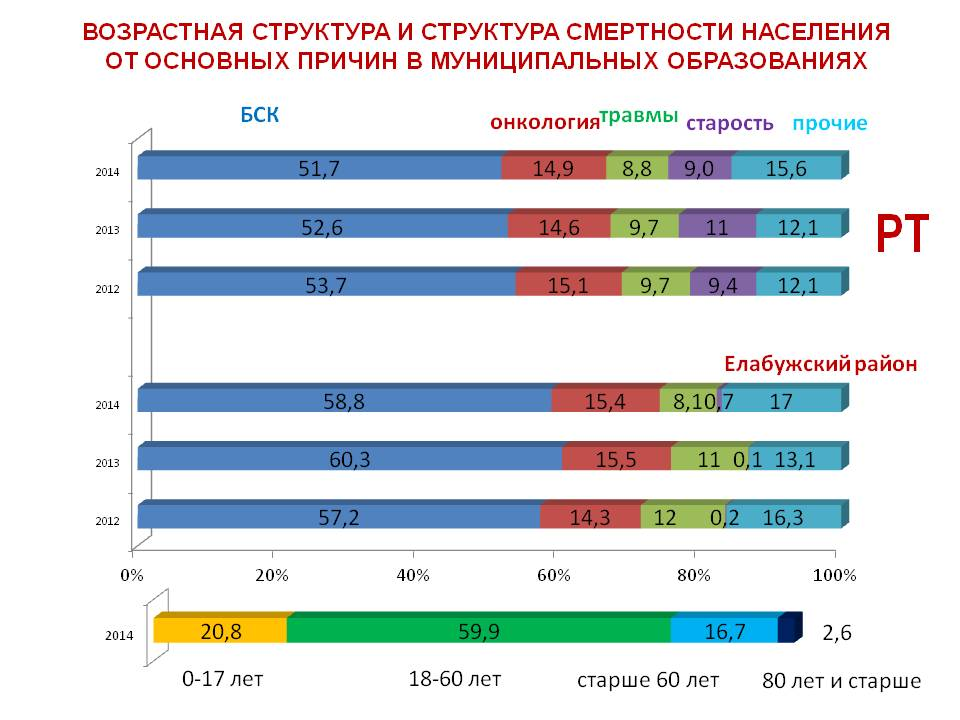 ВОЗРАСТНАЯ СТРУКТУРА И СТРУКТУРА СМЕРТНОСТИ НАСЕЛЕНИЯ
ОТ ОСНОВНЫХ ПРИЧИН В МУНИЦИПАЛЬНЫХ ОБРАЗОВАНИЯХ
БСК онкология травмы старость прочие
2014 51,7 14,9 8,8 9,0 15,6
2013 52,6 14,6 9,7 11 12,1
РТ
2012 53,7 15,1 9,7 9,4 12,1
Елабужский район
2014 58,8 15,4 8,1 0,7 17
2013 60,3 15,5 11 0,1 13,1
2012 57,2 14,3 12 0,2 16,3
0% 20% 40% 60% 80% 100%
2014 20,8 59,9 16,7 2,6
0-17 лет 18-60 лет старше 60 лет 80 лет и старше